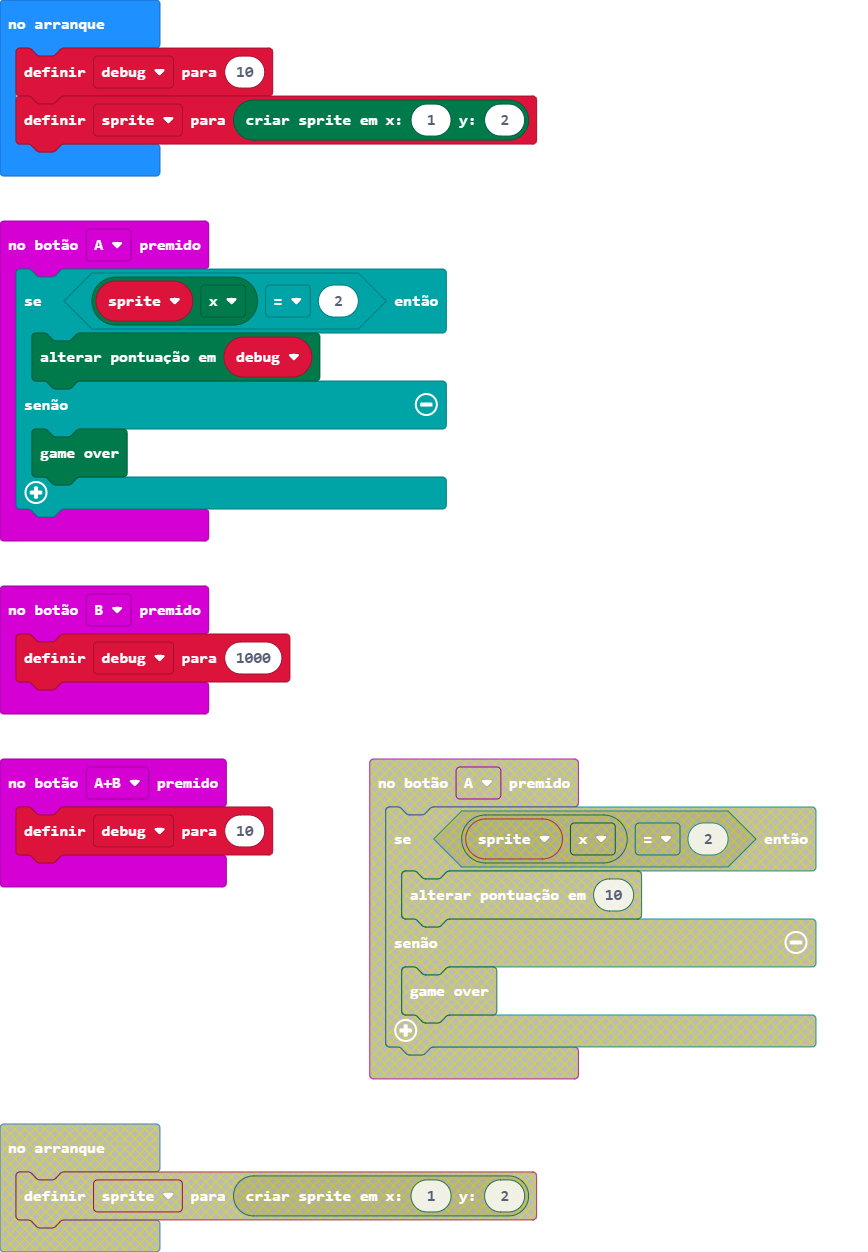 no arranque
definir debug para 10
definir sprite para criar sprite em x: 1 y: 2
no botão A premido
se sprite x = 2 então
alterar pontuação em debug
senão
game over
no botão B premido
definir debug para 1000
no botão A+B premido
definir debug para 10
no botão A premido
se sprite x = 2 então
alterar pontuação em 10
senão
game over
no arranque
definir sprite para criar sprite em x: 1 y: 2